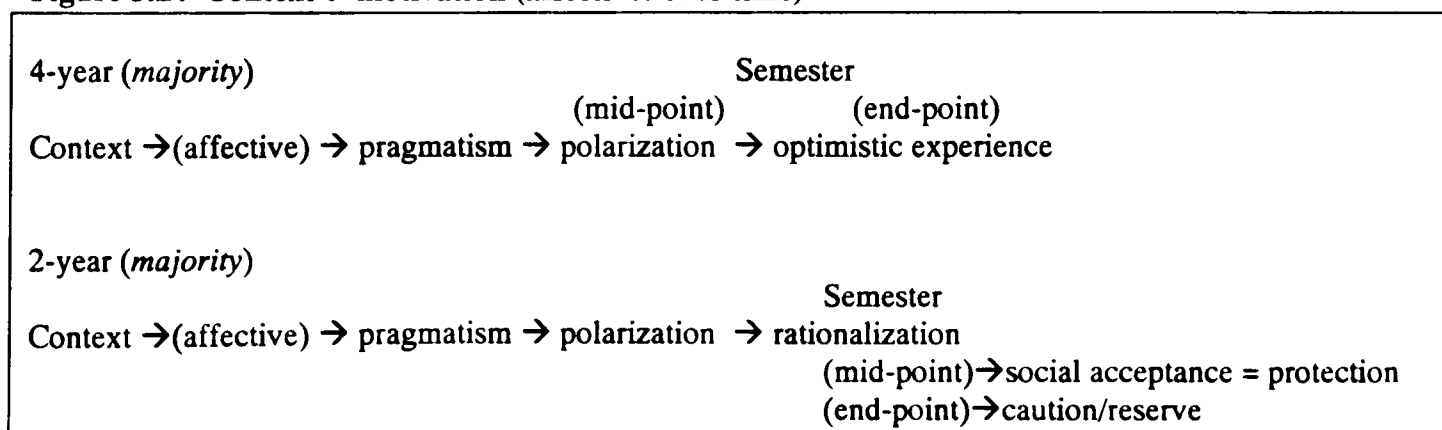 4-year (majority) Semester
(mid-point) (end-point)
Context →(affective) → pragmatism → polarization → optimistic experience
2-year (majority)
Semester
Context →(affective) → pragmatism → polarization → rationalization
(mid-point)→social acceptance = protection
(end-point)→caution/reserve